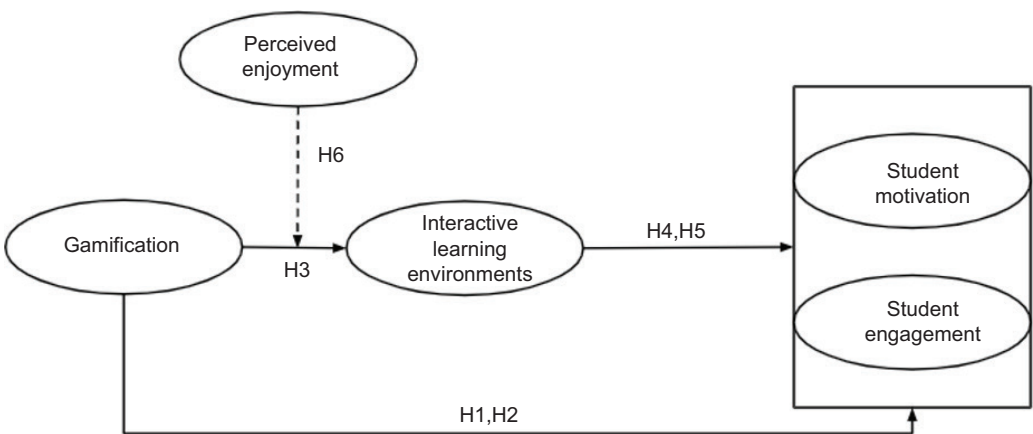 Perceived
enjoyment
H6
Student
motivation
Gamification
H3
Interactive
learning
environments
H4,H5
Student
engagement
H1,H2